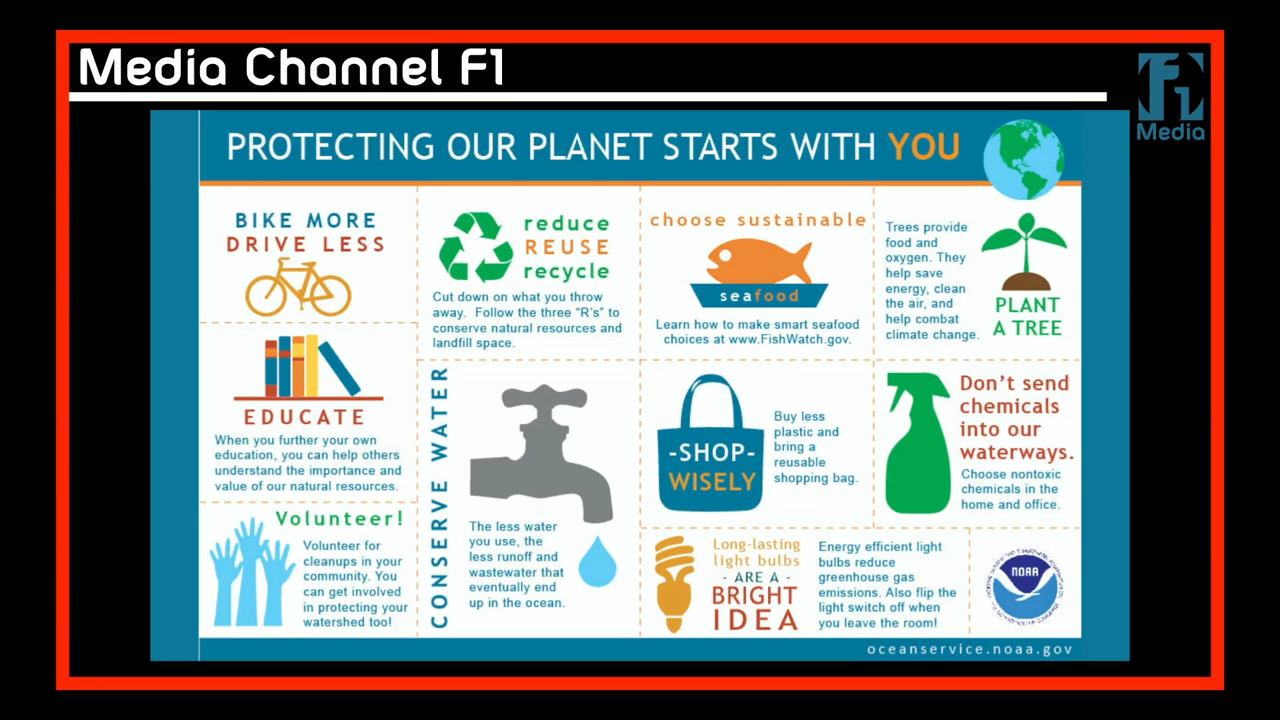 Media Channel F1
F1
Media
PROTECTING OUR PLANET STARTS WITH YOU
BIKE MORE
DRIVE LESS
reduce
REUSE
recycle
Cut down on what you throw
away. Follow the three "R's" to
conserve natural resources and
landfill space.
choose sustainable
seafood
Learn how to make smart seafood
choices at www.FishWatch.gov.
Trees provide
food and
oxygen. They
help save
energy, clean
the air, and
help combat
climate change.
PLANT
A TREE
EDUCATE
When you further your own
education, you can help others
understand the importance and
value of our natural resources.
CONSERVE WATER
The less water
you use, the
less runoff and
wastewater that
eventually end
up in the ocean.
-SHOP-
WISELY
Buy less
plastic and
bring a
reusable
shopping bag.
Don't send
chemicals
into our
waterways.
Choose nontoxic
chemicals in the
home and office.
Volunteer!
Volunteer for
cleanups in your
community. You
can get involved
in protecting your
watershed too!
Long-lasting
light bulbs
- ARE A -
BRIGHT
IDEA
Energy efficient light
bulbs reduce
greenhouse gas
emissions. Also flip the
light switch off when
you leave the room!
NOAA
oceanservice.noaa.gov